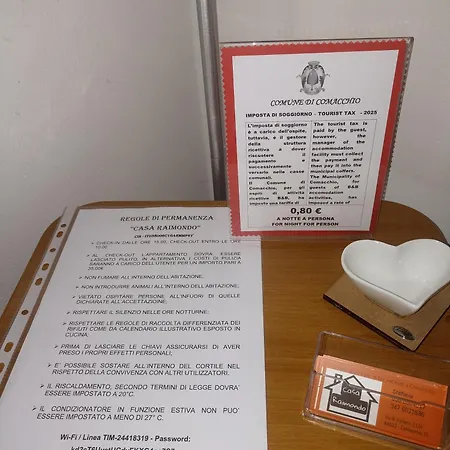 COMUNE DI COMACCHIO
IMPOSTA DI SOGGIORNO - TOURIST TAX - 2025
L'imposta di soggiorno
è a carico dell'ospite,
tuttavia, e il gestore
della struttura
ricettiva a dover
riscuotere il
pagamento e
successivamente
versarlo nelle casse
comunali.
Il Comune di
Comacchio, per gli
ospiti di attività
ricettive B&B, ha
imposto una tariffa di
The tourist tax is
paid by the guest,
however, the
manager of the
accommodation
facility must collect
the payment and
then pay it into the
municipal coffers.
The Municipality of
Comacchio, for
guests of B&B
accommodation
activities, has
imposed a rate of
0,80 €
A NOTTE A PERSONA
FOR NIGHT FOR PERSON
REGOLE DI PERMANENZA
"CASA RAIMONDO"
CHECK-IN DALLE ORE 15.00, CHECK-OUT ENTRO LE ORE
10.00
AL CHECK-OUT L'APPARTAMENTO DOVRÀ ESSERE
LASCIATO PULITO, IN ALTERNATIVA, I COSTI DI PULIZIA
SARANNO A CARICO DELL'UTENTE PER UN IMPORTO PARI A
25,00€
NON FUMARE ALL'INTERNO DELL'ABITAZIONE;
NON INTRODURRE ANIMALI ALL'INTERNO DELL'ABITAZIONE;
VIETATO OSPITARE PERSONE ALL'INFUORI DI QUELLE
DICHIARATE ALL'ACCETTAZIONE;
RISPETTARE IL SILENZIO NELLE ORE NOTTURNE;
RISPETTARE LE REGOLE DI RACCOLTA DIFFERENZIATA DEI
RIFIUTI COME DA CALENDARIO ILLUSTRATIVO ESPOSTO IN
CUCINA;
PRIMA DI LASCIARE LE CHIAVI ASSICURARSI DI AVER
PRESO I PROPRI EFFETTI PERSONALI;
E' POSSIBILE SOSTARE ALL'INTERNO DEL CORTILE NEL
RISPETTO DELLA CONVIVENZA CON ALTRI UTILIZZATORI.
IL RISCALDAMENTO, SECONDO TERMINI DI LEGGE DOVRA'
ESSERE IMPOSTATO A 20°C.
IL CONDIZIONATORE IN FUNZIONE ESTIVA NON PUO'
ESSERE IMPOSTATO A MENO DI 27° C.
Wi-Fi / Linea TIM-24418319 - Password:
Casa
Raimondo